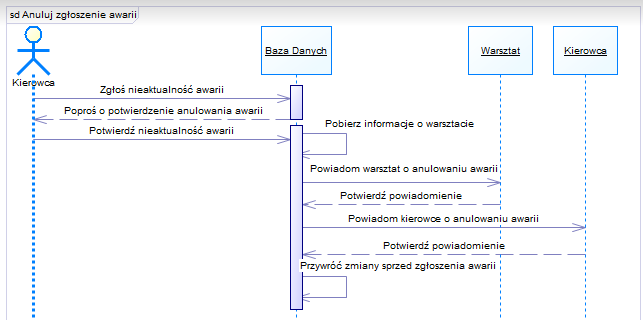 sd Anuluj zgłoszenie awarii
Kierowca
Baza Danych
Warsztat
Kierowca
Zgłoś nieaktualność awarii
Poproś o potwierdzenie anulowania awarii
Potwierdź nieaktualność awarii
Pobierz informacje o warsztacie
Powiadom warsztat o anulowaniu awarii
Potwierdź powiadomienie
Powiadom kierowce o anulowaniu awarii
Potwierdź powiadomienie
Przywróć zmiany sprzed zgłoszenia awarii